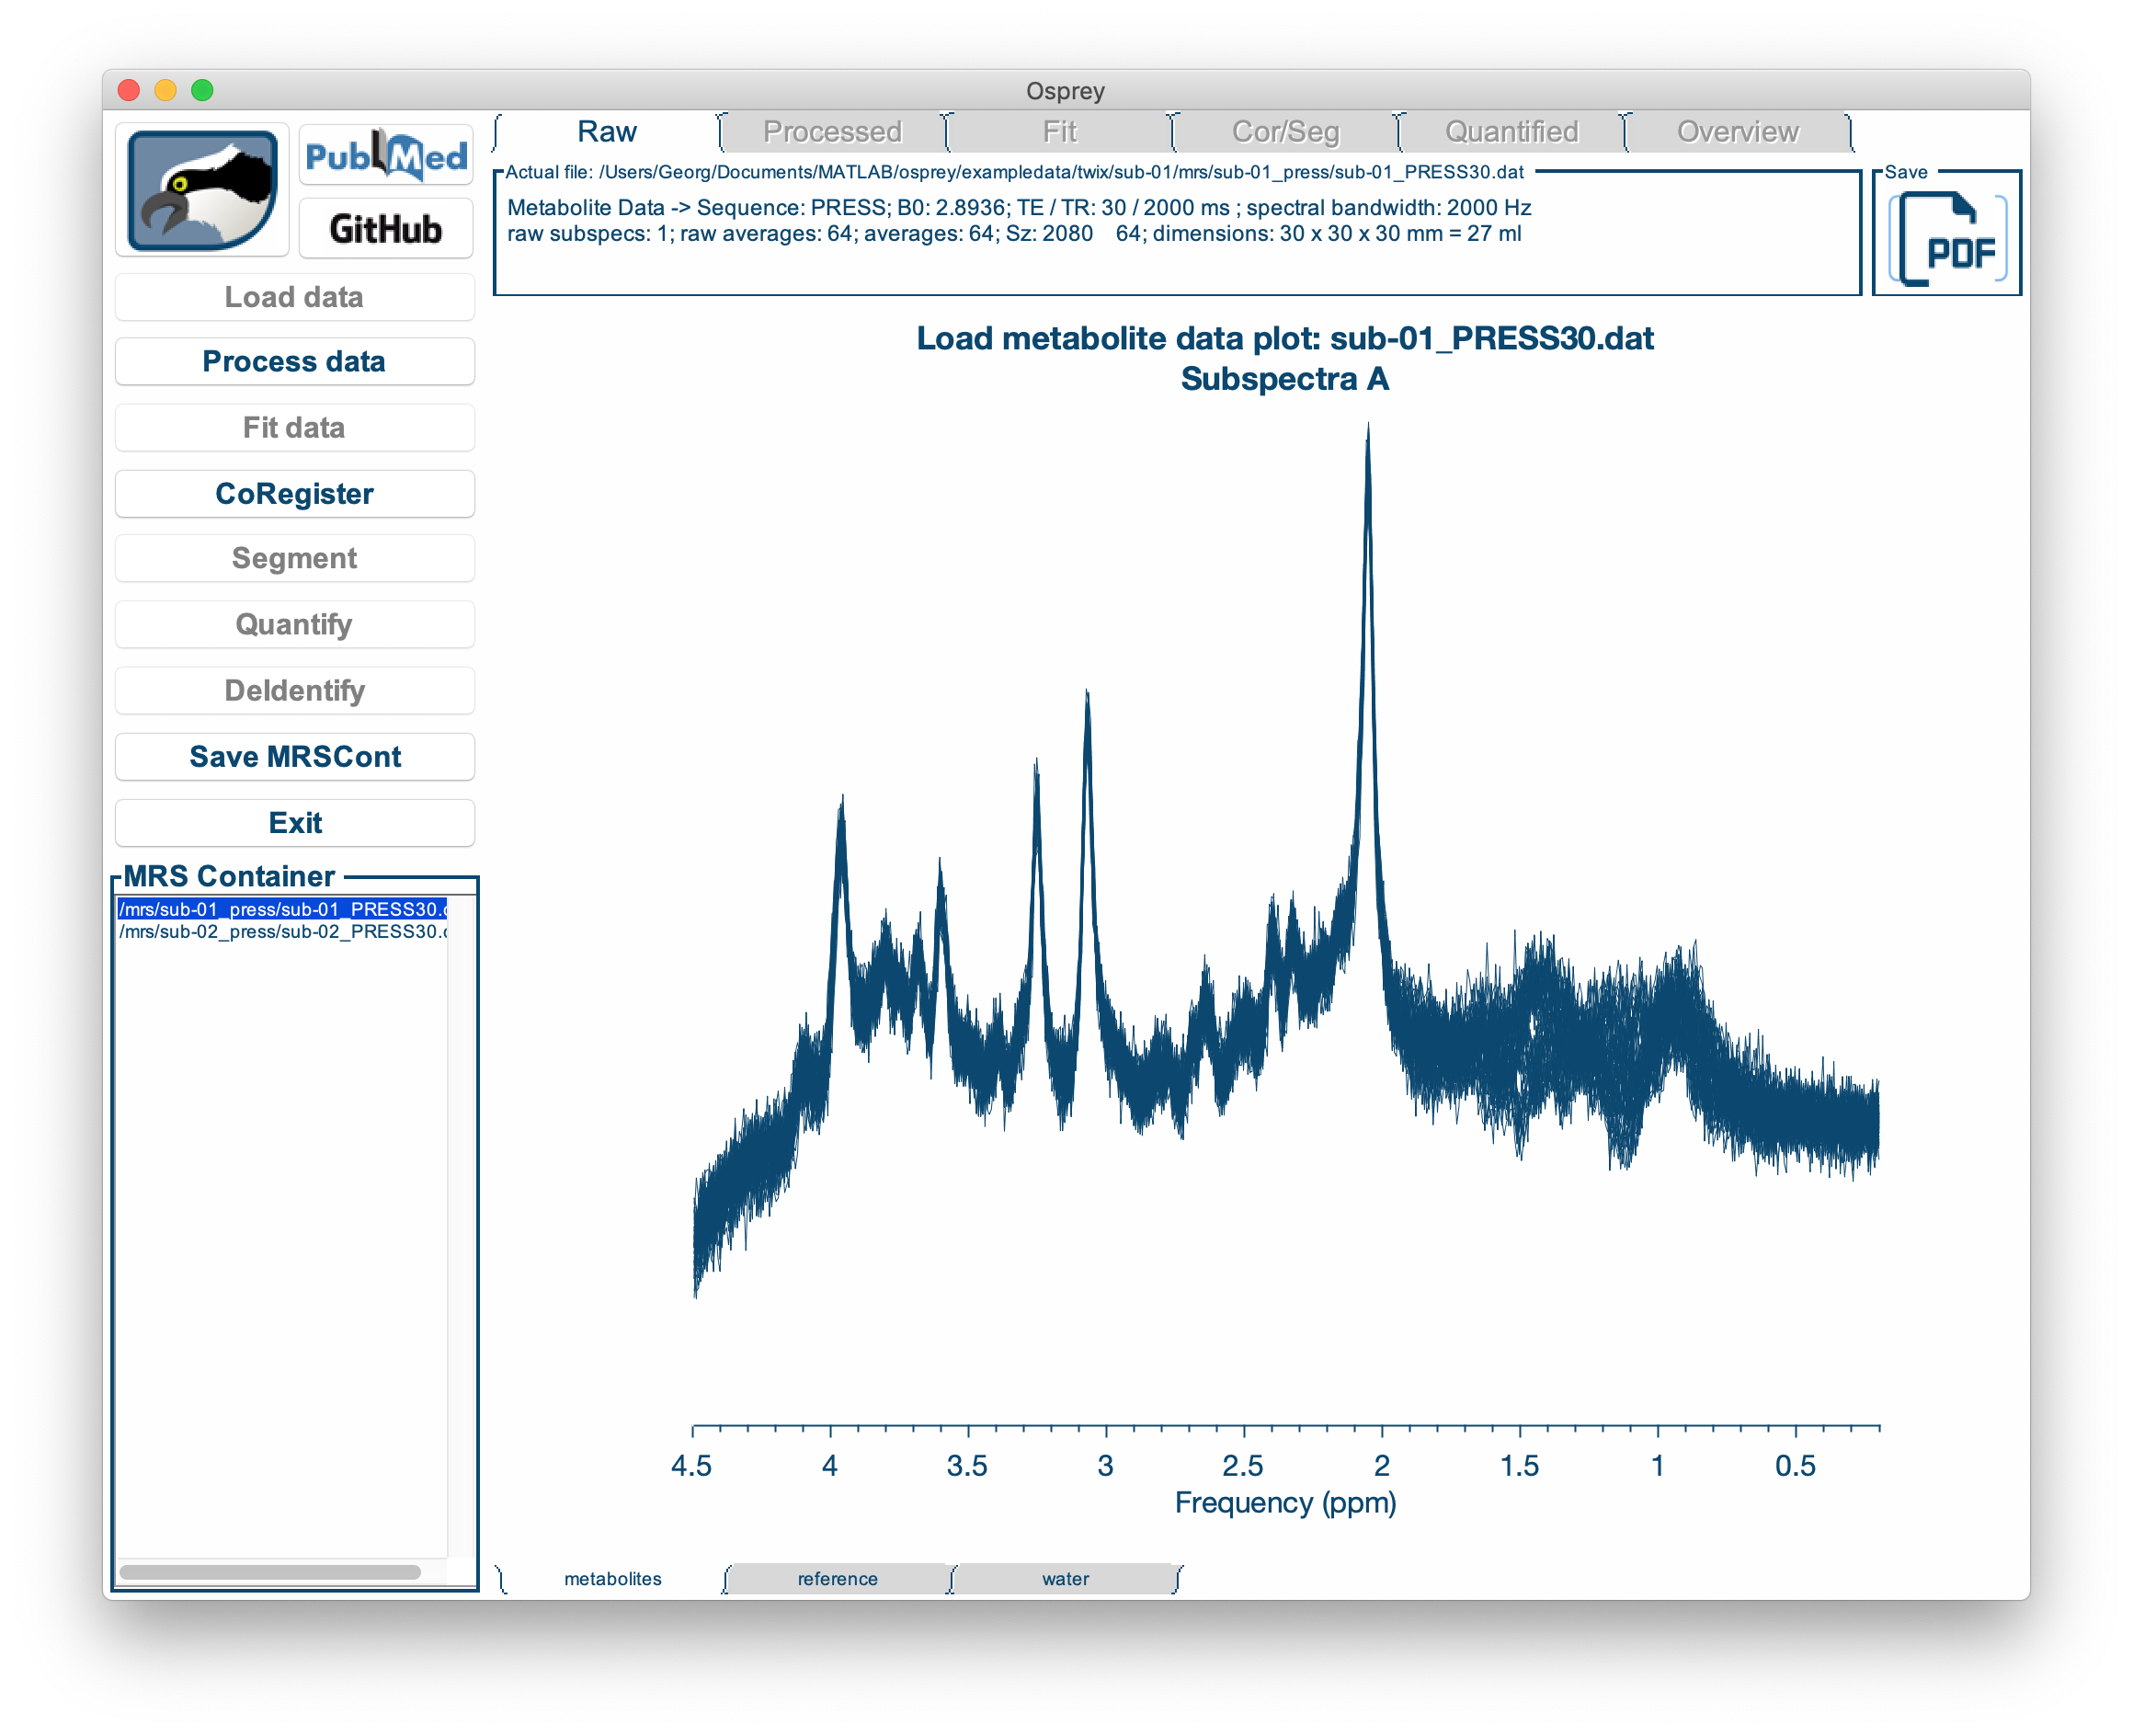 Osprey
PubMed
GitHub
Load data
Process data
Fit data
CoRegister
Segment
Quantify
DeIdentify
Save MRSCont
Exit
MRS Container
/mrs/sub-01_press/sub-01_PRESS30.
/mrs/sub-02_press/sub-02_PRESS30.
Raw Processed Fit Cor/Seg Quantified Overview
Actual file: /Users/Georg/Documents/MATLAB/osprey/exampledata/twix/sub-01/mrs/sub-01_press/sub-01_PRESS30.dat
Metabolite Data -> Sequence: PRESS; B0: 2.8936; TE / TR: 30 / 2000 ms ; spectral bandwidth: 2000 Hz
raw subspecs: 1; raw averages: 64; averages: 64; Sz: 2080 64; dimensions: 30 x 30 x 30 mm = 27 ml
Save
PDF
Load metabolite data plot: sub-01_PRESS30.dat
Subspectra A
4.5 4 3.5 3 2.5 2 1.5 1 0.5
Frequency (ppm)
metabolites reference water